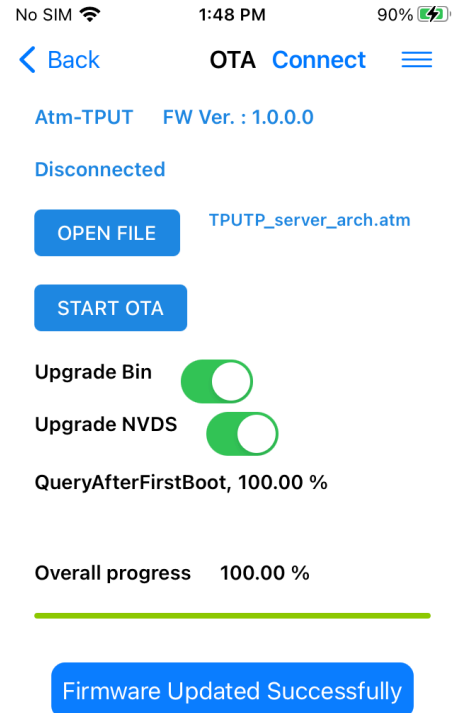 No SIM 1:48 PM 90%
Back OTA Connect
Atm-TPUT FW Ver. : 1.0.0.0
Disconnected
OPEN FILE TPUTP_server_arch.atm
START OTA
Upgrade Bin
Upgrade NVDS
QueryAfterFirstBoot, 100.00 %
Overall progress 100.00 %
Firmware Updated Successfully